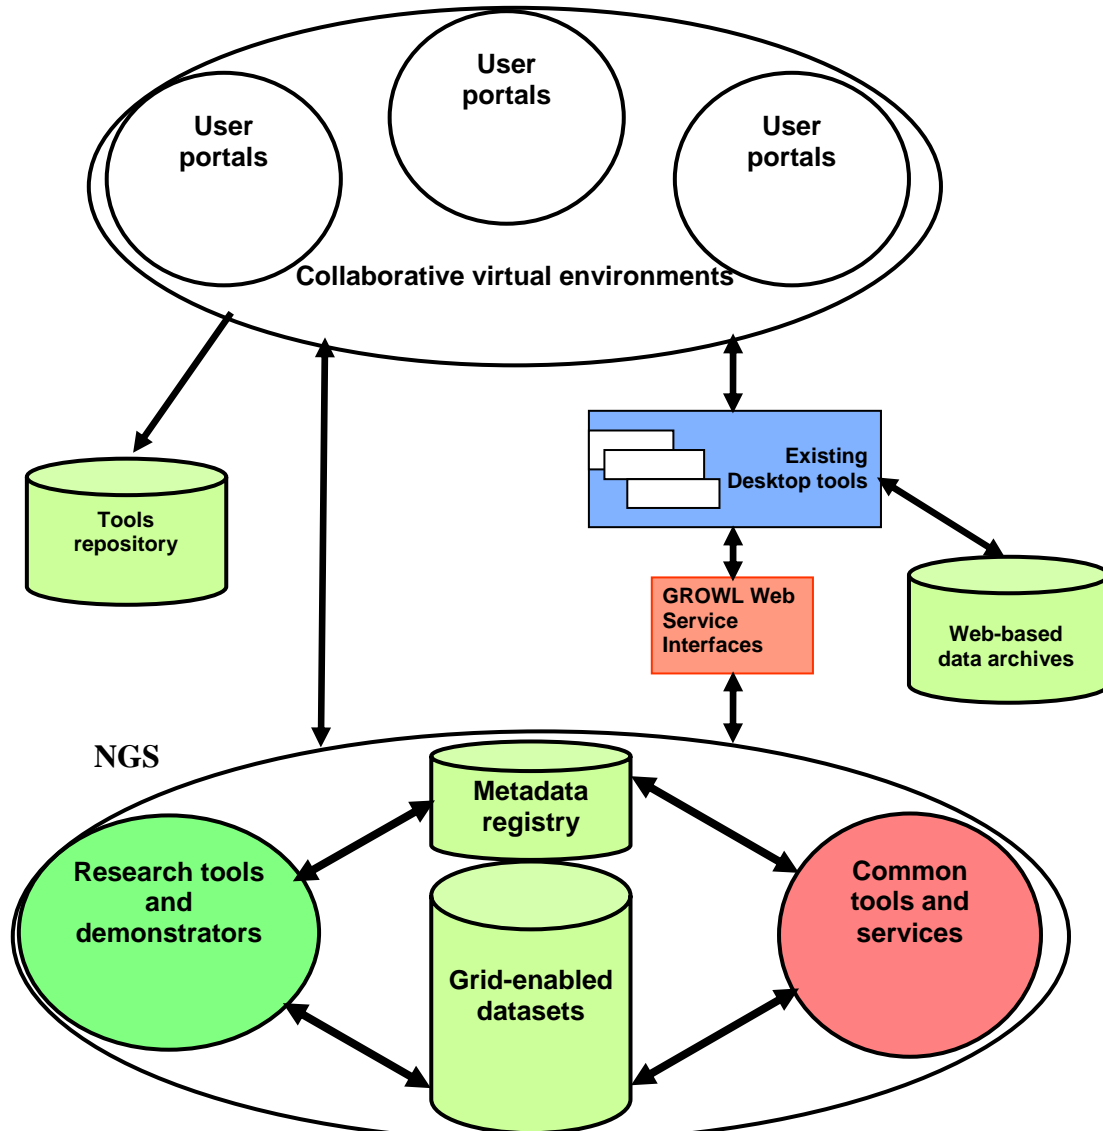 User
portals
User
portals
User
portals
Collaborative virtual environments
Existing
Desktop tools
Tools
repository
GROWL Web
Service
Interfaces
Web-based
data archives
NGS
Metadata
registry
Research tools
and
demonstrators
Common
tools and
services
Grid-enabled
datasets